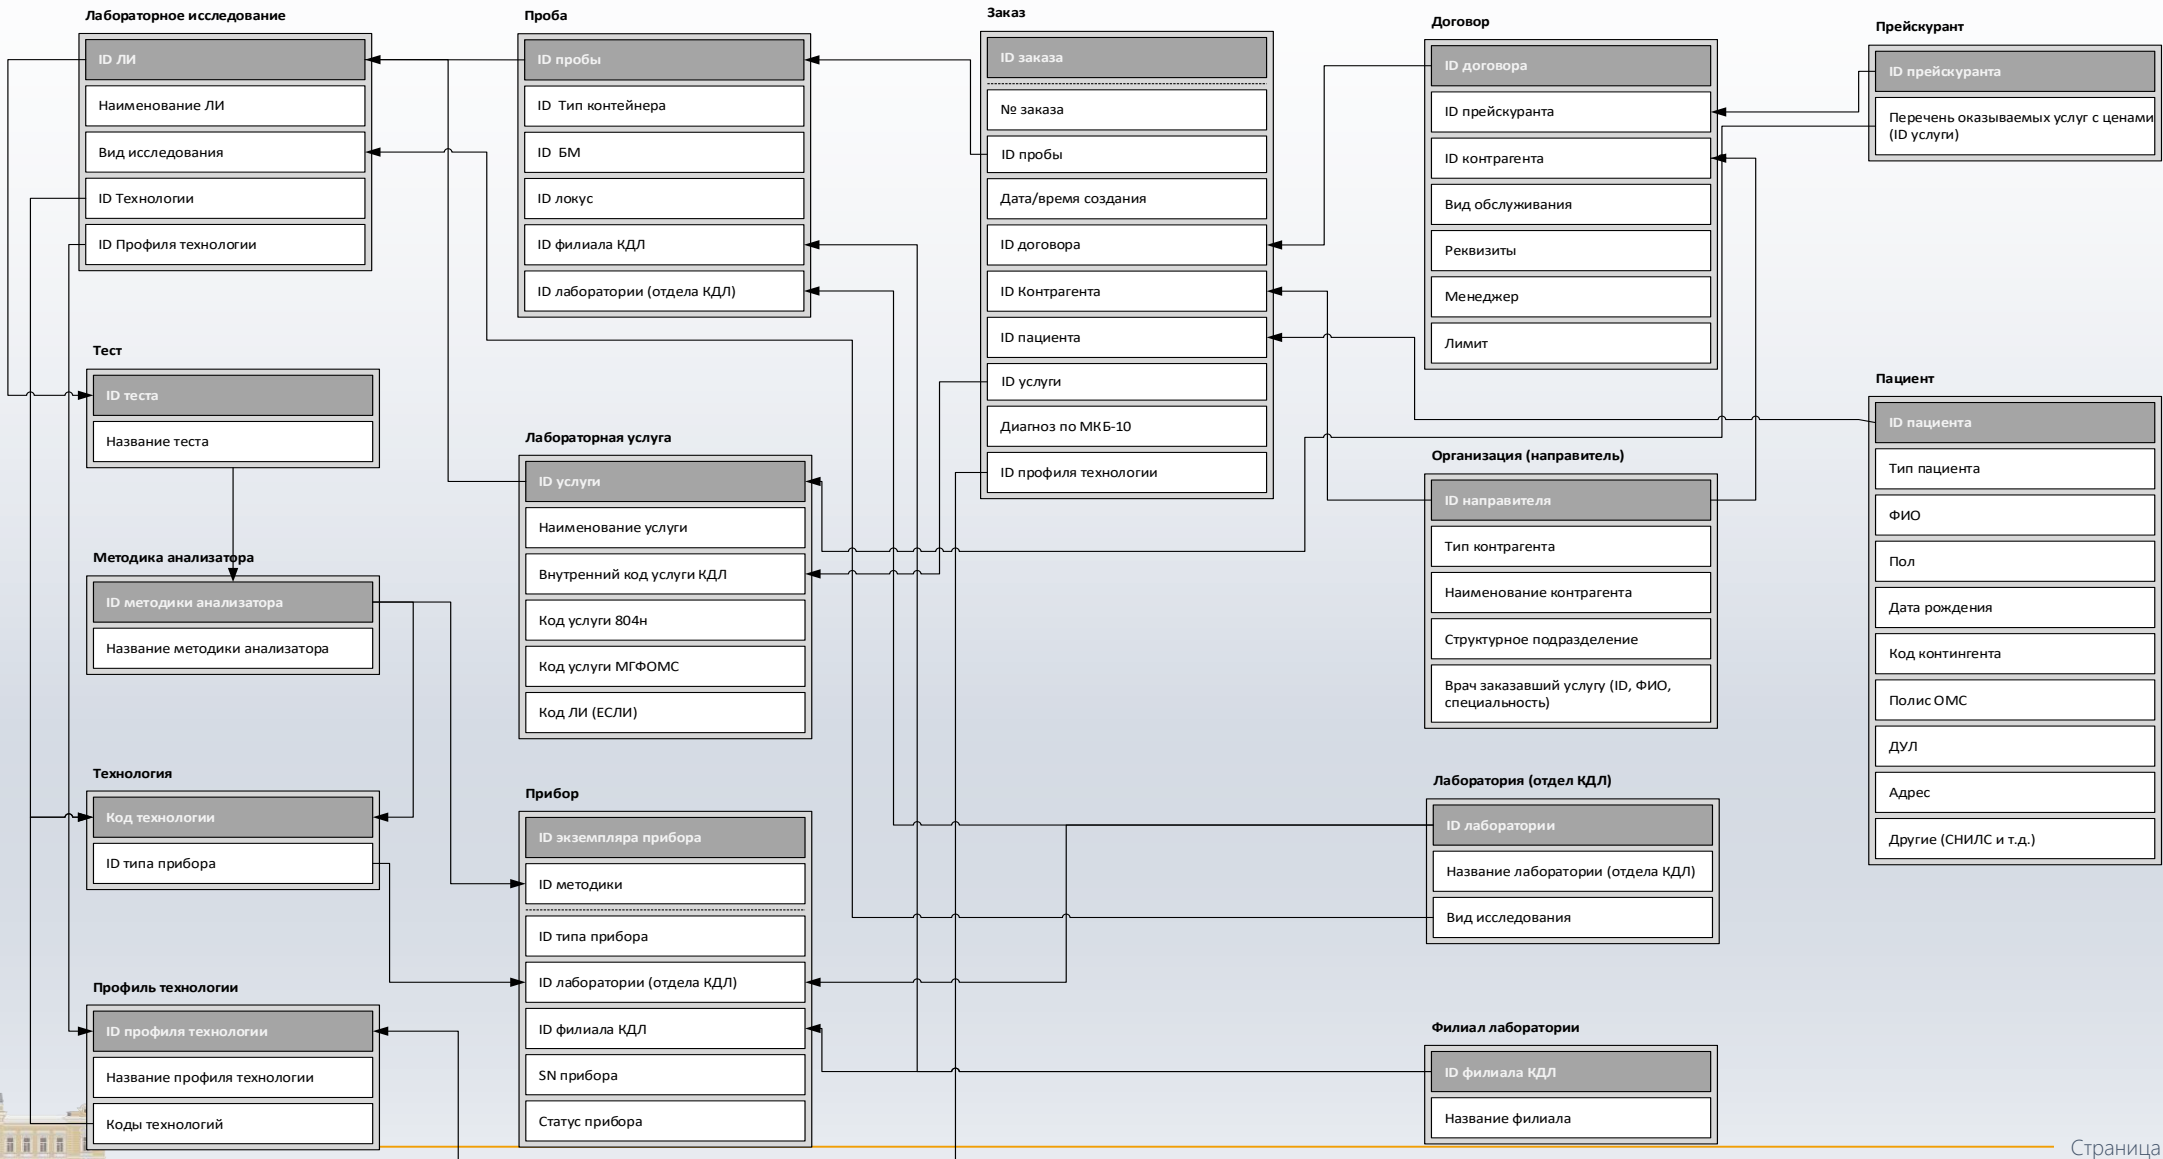 Лабораторное исследование
ID ЛИ
Наименование ЛИ
Вид исследования
ID Технологии
ID Профиля технологии
Тест
ID теста
Название теста
Методика анализатора
ID методики анализатора
Название методики анализатора
Технология
Код технологии
ID типа прибора
Профиль технологии
ID профиля технологии
Название профиля технологии
Коды технологий
Проба
ID пробы
ID Тип контейнера
ID БМ
ID локус
ID филиала КДЛ
ID лаборатории (отдела КДЛ)
Лабораторная услуга
ID услуги
Наименование услуги
Внутренний код услуги КДЛ
Код услуги 804н
Код услуги МГФОМС
Код ЛИ (ЕСЛИ)
Прибор
ID экземпляра прибора
ID методики
ID типа прибора
ID лаборатории (отдела КДЛ)
ID филиала КДЛ
SN прибора
Статус прибора
Заказ
ID заказа
№ заказа
ID пробы
Дата/время создания
ID договора
ID Контрагента
ID пациента
ID услуги
Диагноз по МКБ-10
ID профиля технологии
Договор
ID договора
ID прейскуранта
ID контрагента
Вид обслуживания
Реквизиты
Менеджер
Лимит
Организация (направитель)
ID направителя
Тип контрагента
Наименование контрагента
Структурное подразделение
Врач заказавший услугу (ID, ФИО,
специальность)
Лаборатория (отдел КДЛ)
ID лаборатории
Название лаборатории (отдела КДЛ)
Вид исследования
Филиал лаборатории
ID филиала КДЛ
Название филиала
Прейскурант
ID прейскуранта
Перечень оказываемых услуг с ценами
(ID услуги)
Пациент
ID пациента
Тип пациента
ФИО
Пол
Дата рождения
Код контингента
Полис ОМС
ДУЛ
Адрес
Другие (СНИЛС и т.д.)
Страница